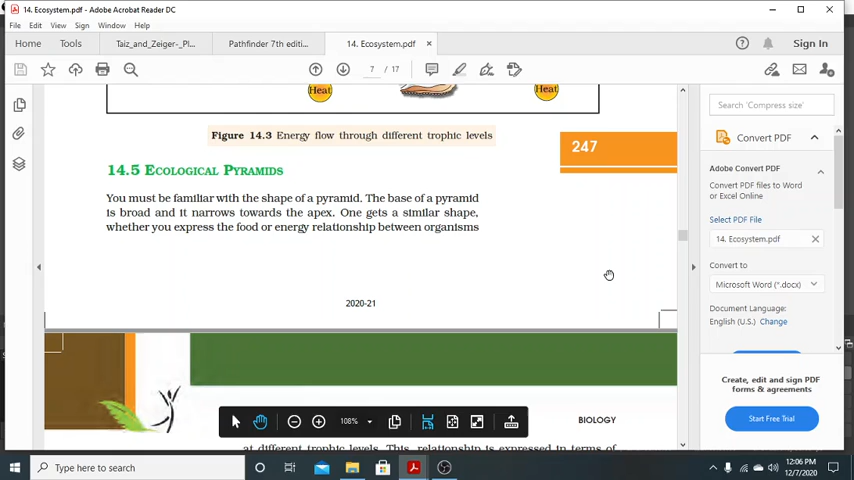 14. Ecosystem.pdf - Adobe Acrobat Reader DC
File Edit View Sign Window Help
Home Tools Taiz_and_Zeiger-_Pl... Pathfinder 7th editi... 14. Ecosystem.pdf × Sign In
7 / 17
Heat Heat
Figure 14.3 Energy flow through different trophic levels
247
14.5 ECOLOGICAL PYRAMIDS
You must be familiar with the shape of a pyramid. The base of a pyramid
is broad and it narrows towards the apex. One gets a similar shape,
whether you express the food or energy relationship between organisms
2020-21
108%
BIOLOGY
at different trophic levels. This, relationship is expressed in terms of
Search 'Compress size'
Convert PDF
Adobe Convert PDF
Convert PDF files to Word
or Excel Online
Select PDF File
14. Ecosystem.pdf
Convert to
Microsoft Word (*.docx)
Document Language:
English (U.S.) Change
Create, edit and sign PDF
forms & agreements
Start Free Trial
Type here to search
12:06 PM
12/7/2020